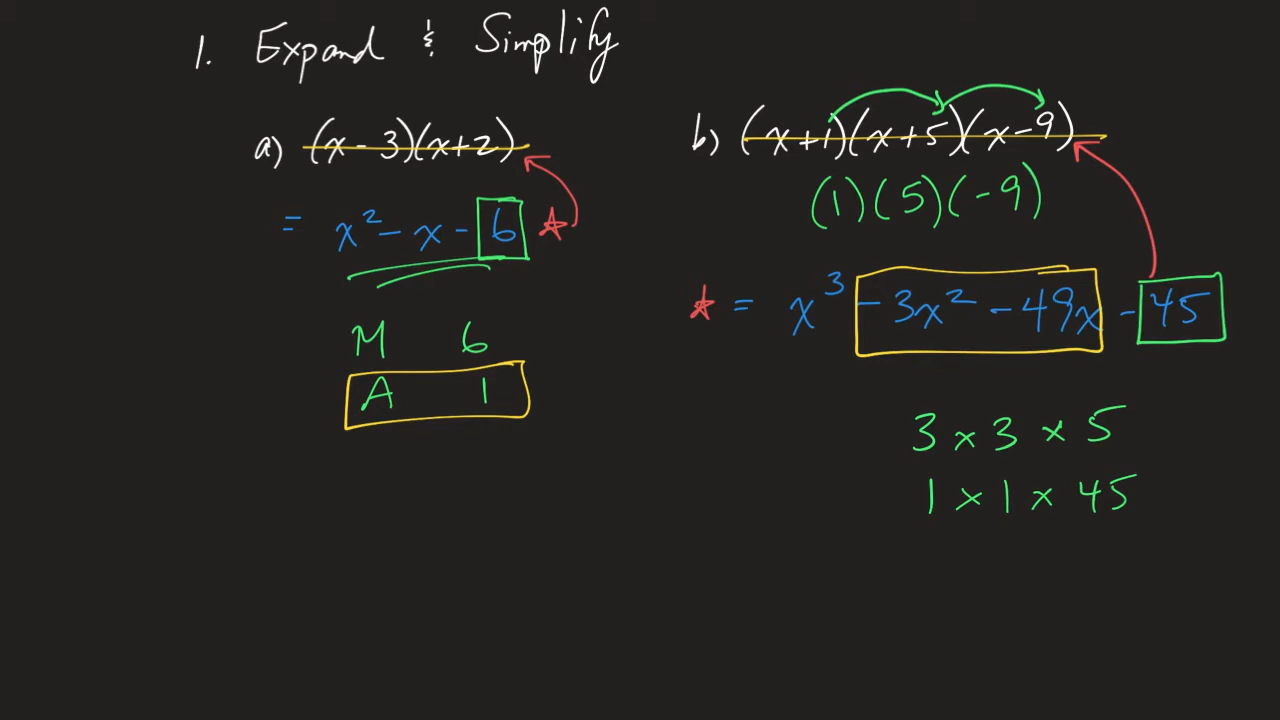 1. Expand & Simplify
a) (x - 3)(x+2)
= x² - x - 6
M 6
A 1
b) (x+1)(x+5)(x-9)
(1)(5)(-9)
= x³ - 3x² - 49x - 45
3 x 3 x 5
1 x 1 x 45